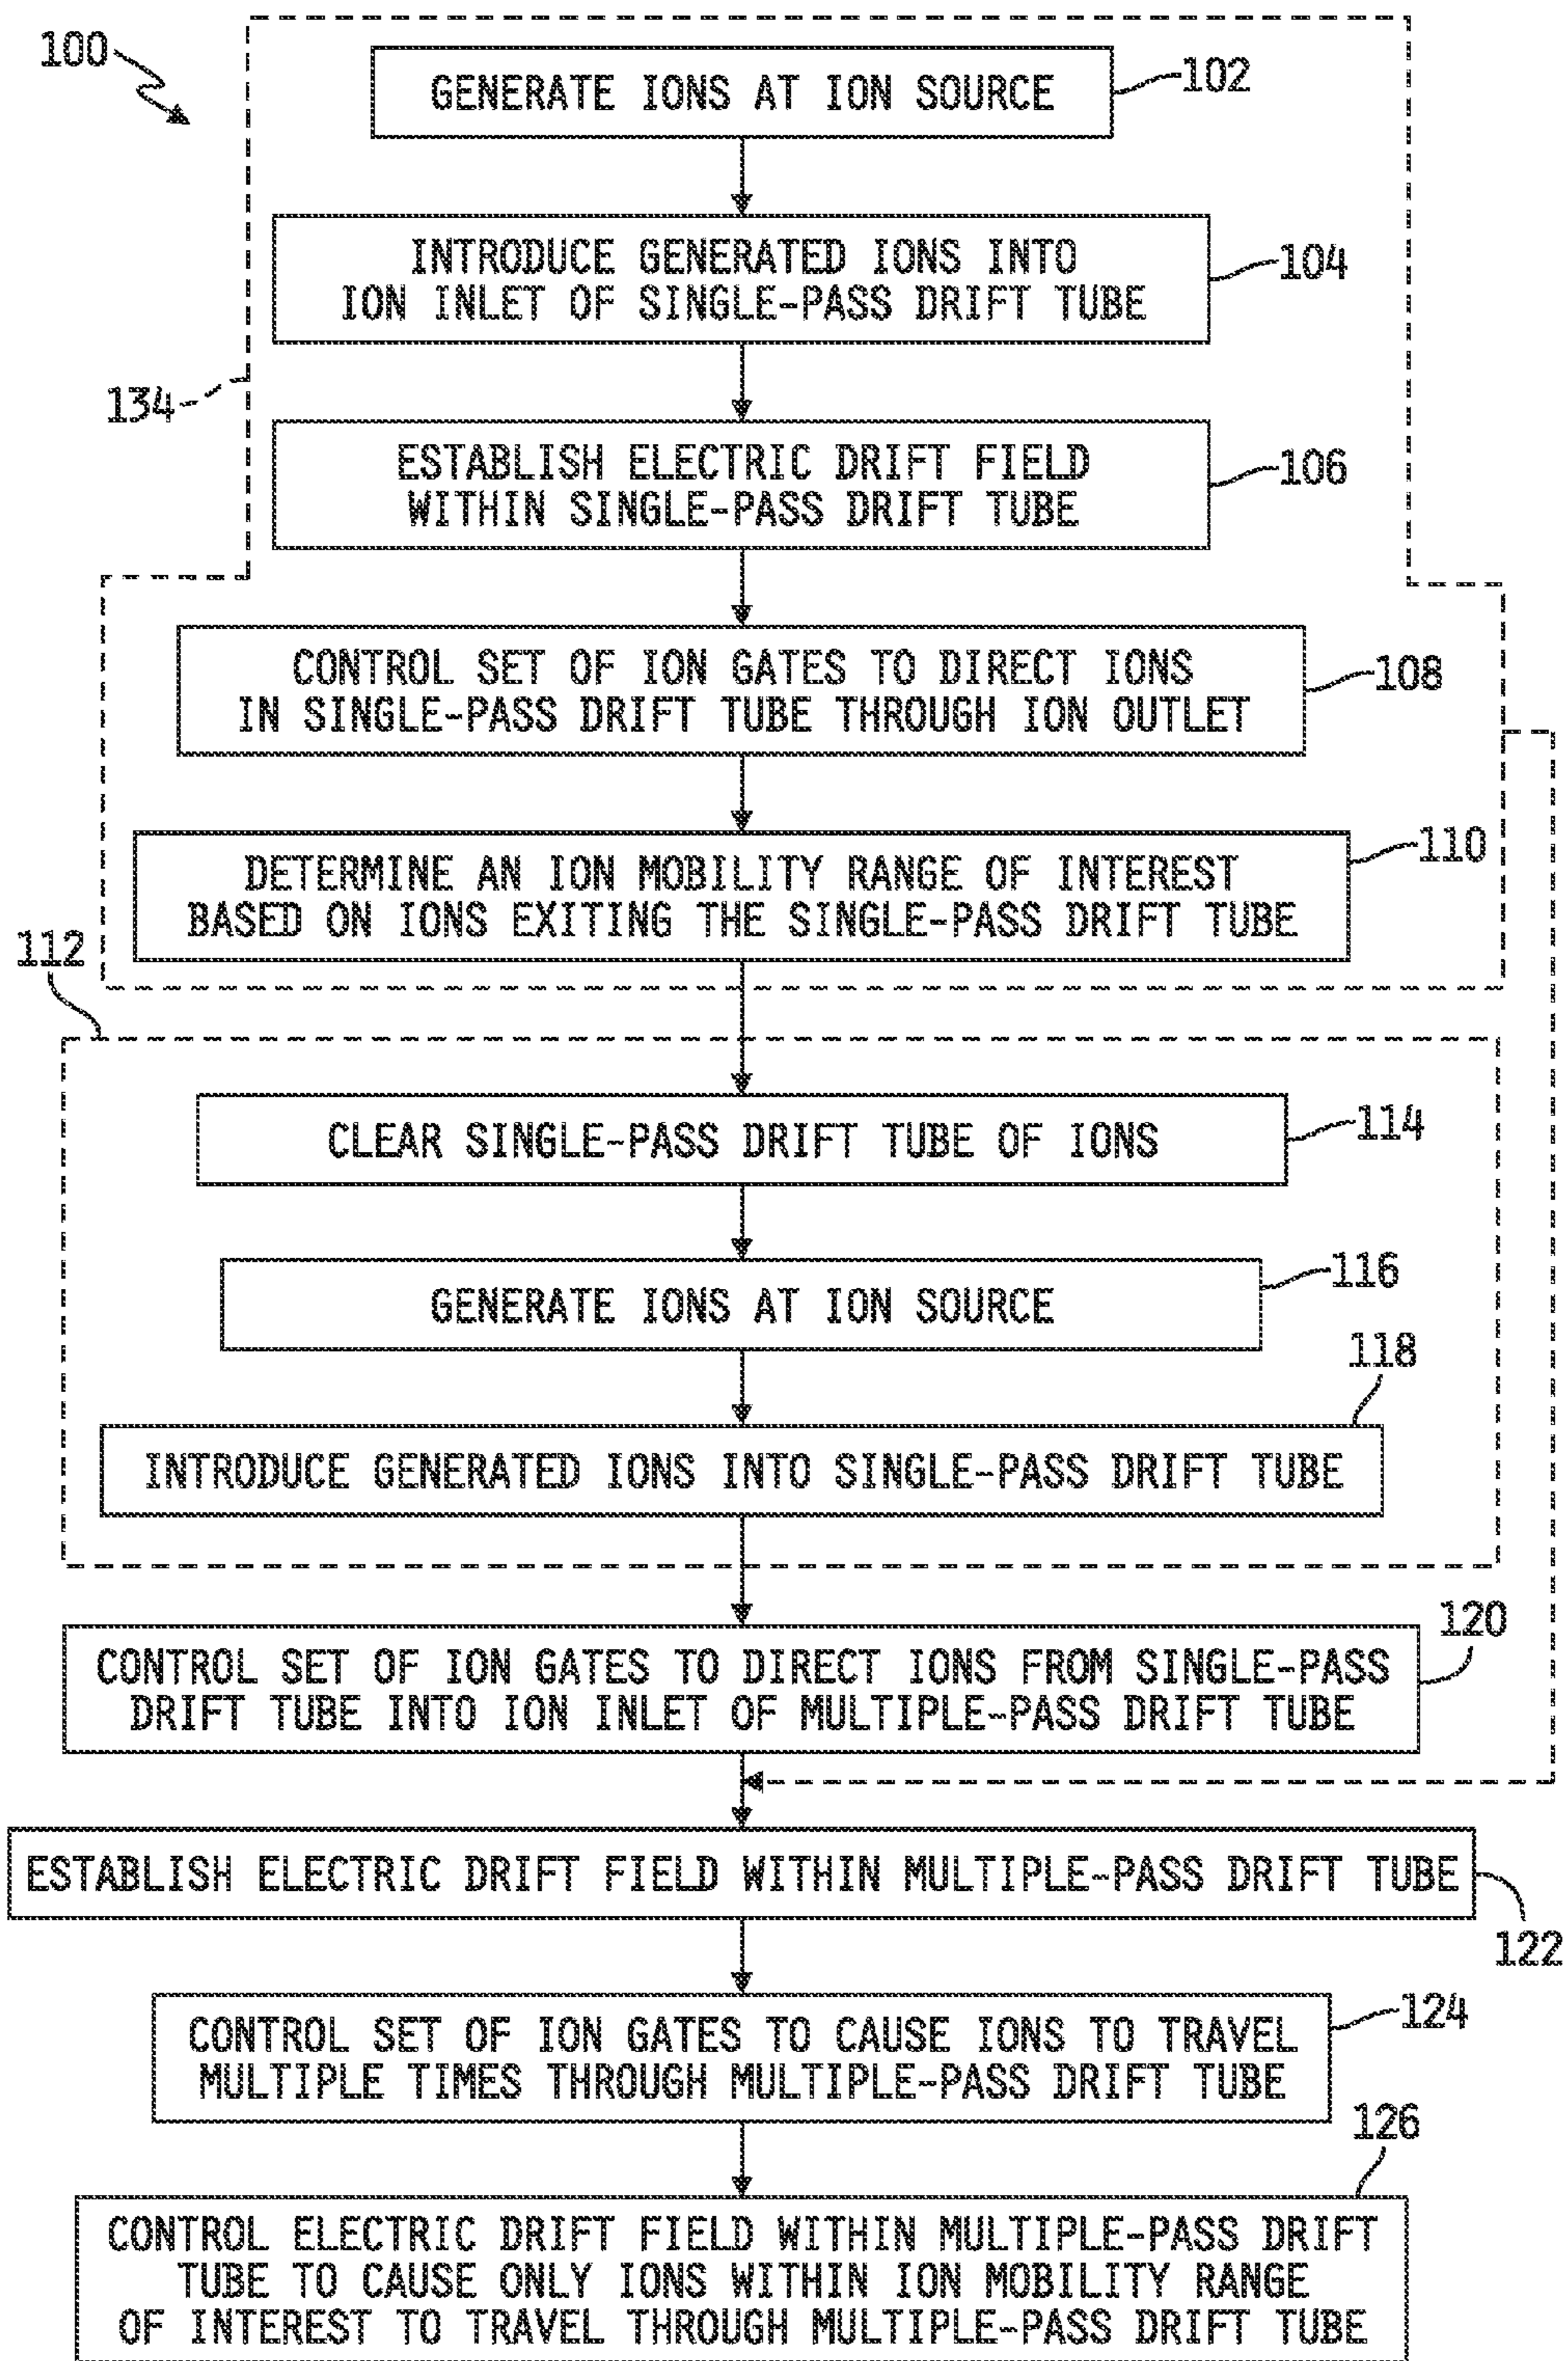 100
GENERATE IONS AT ION SOURCE
102
INTRODUCE GENERATED IONS INTO
ION INLET OF SINGLE-PASS DRIFT TUBE
104
134
ESTABLISH ELECTRIC DRIFT FIELD
WITHIN SINGLE-PASS DRIFT TUBE
106
CONTROL SET OF ION GATES TO DIRECT IONS
IN SINGLE-PASS DRIFT TUBE THROUGH ION OUTLET
108
DETERMINE AN ION MOBILITY RANGE OF INTEREST
BASED ON IONS EXITING THE SINGLE-PASS DRIFT TUBE
110
112
CLEAR SINGLE-PASS DRIFT TUBE OF IONS
114
GENERATE IONS AT ION SOURCE
116
118
INTRODUCE GENERATED IONS INTO SINGLE-PASS DRIFT TUBE
120
CONTROL SET OF ION GATES TO DIRECT IONS FROM SINGLE-PASS
DRIFT TUBE INTO ION INLET OF MULTIPLE-PASS DRIFT TUBE
ESTABLISH ELECTRIC DRIFT FIELD WITHIN MULTIPLE-PASS DRIFT TUBE
122
CONTROL SET OF ION GATES TO CAUSE IONS TO TRAVEL
MULTIPLE TIMES THROUGH MULTIPLE-PASS DRIFT TUBE
124
126
CONTROL ELECTRIC DRIFT FIELD WITHIN MULTIPLE-PASS DRIFT
TUBE TO CAUSE ONLY IONS WITHIN ION MOBILITY RANGE
OF INTEREST TO TRAVEL THROUGH MULTIPLE-PASS DRIFT TUBE